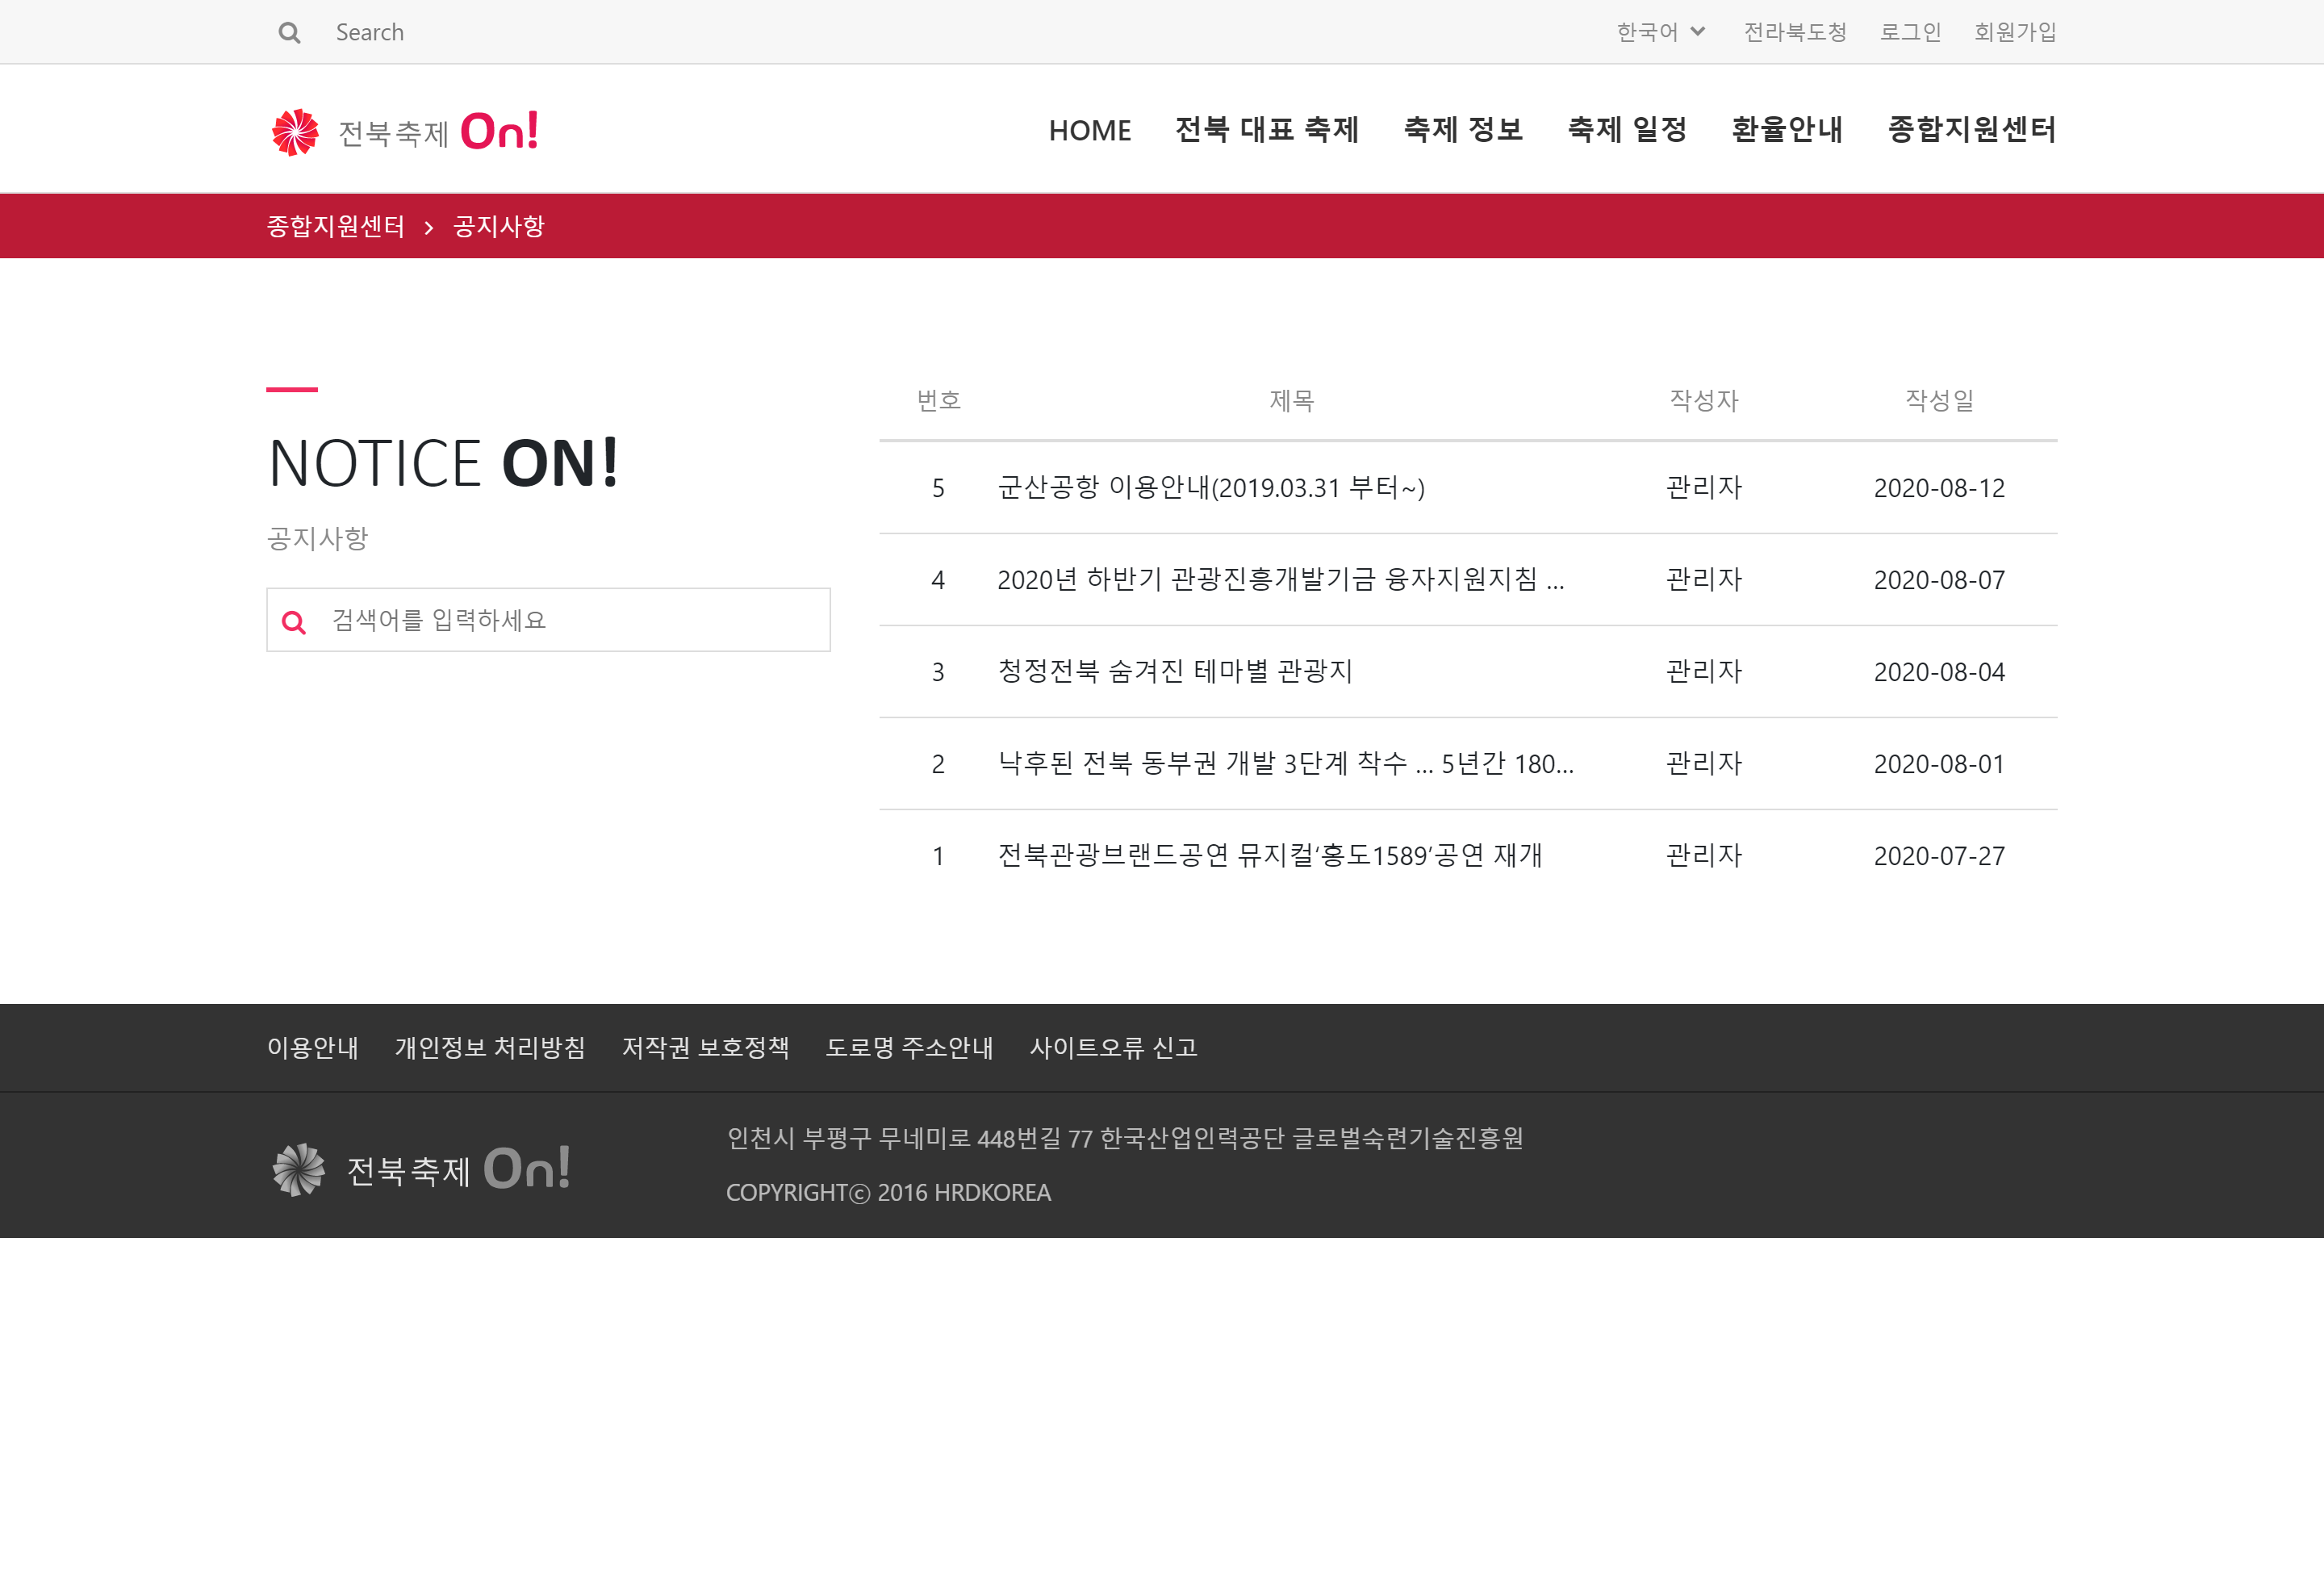 Search 한국어 전라북도청 로그인 회원가입
전북축제 On! HOME 전북 대표 축제 축제 정보 축제 일정 환율안내 종합지원센터
종합지원센터 > 공지사항
NOTICE ON!
공지사항
검색어를 입력하세요
번호 제목 작성자 작성일
5 군산공항 이용안내(2019.03.31 부터~) 관리자 2020-08-12
4 2020년 하반기 관광진흥개발기금 융자지원지침 ... 관리자 2020-08-07
3 청정전북 숨겨진 테마별 관광지 관리자 2020-08-04
2 낙후된 전북 동부권 개발 3단계 착수 ... 5년간 180... 관리자 2020-08-01
1 전북관광브랜드공연 뮤지컬‘홍도1589’공연 재개 관리자 2020-07-27
이용안내 개인정보 처리방침 저작권 보호정책 도로명 주소안내 사이트오류 신고
전북축제 On!
인천시 부평구 무네미로 448번길 77 한국산업인력공단 글로벌숙련기술진흥원
COPYRIGHTⓒ 2016 HRDKOREA